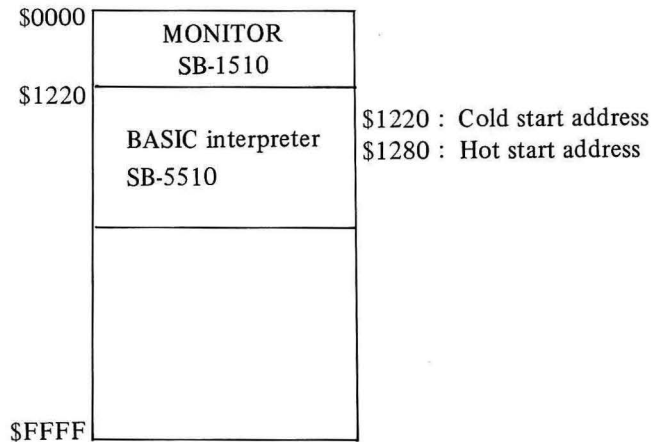 $0000
MONITOR
SB-1510
$1220
$1220 : Cold start address
BASIC interpreter
$1280 : Hot start address
SB-5510
$FFFF